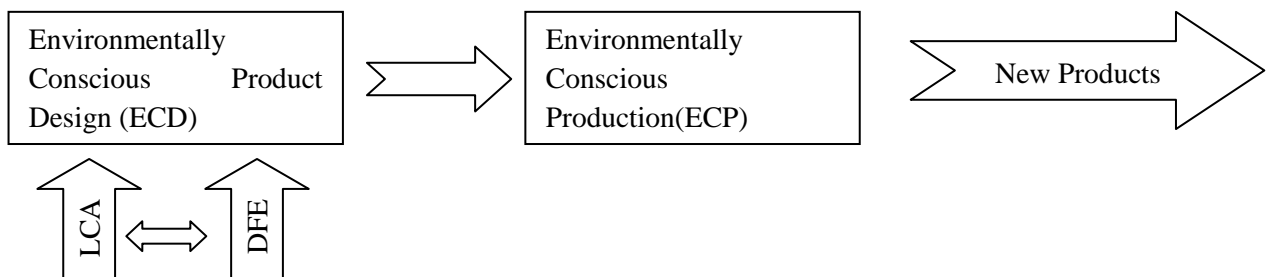 Environmentally
Conscious Product
Design (ECD)
Environmentally
Conscious
Production(ECP)
New Products
LCA
DFE